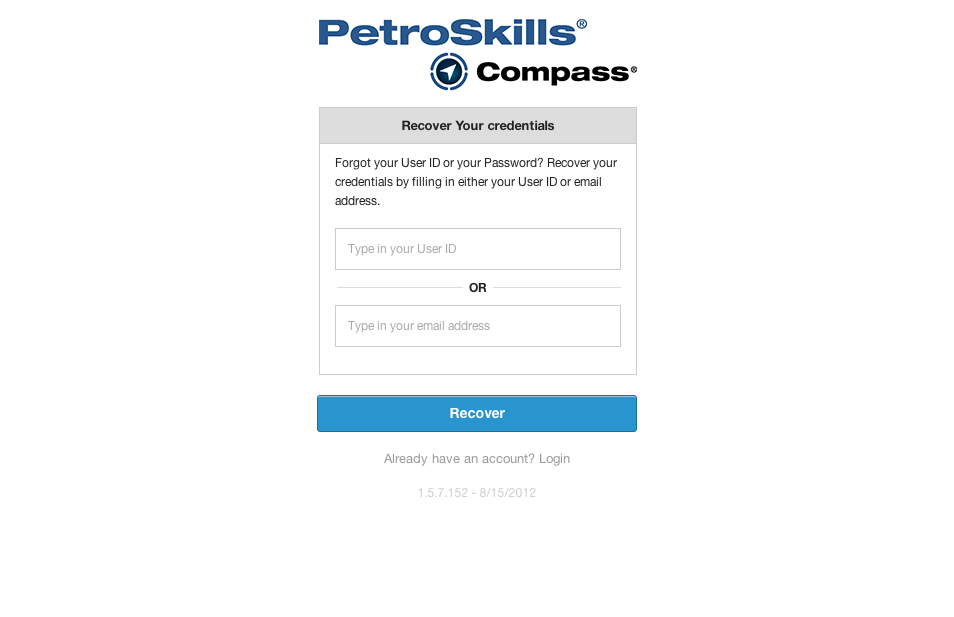 PetroSkills®
Compass®
Recover Your credentials
Forgot your User ID or your Password? Recover your
credentials by filling in either your User ID or email
address.
Type in your User ID
OR
Type in your email address
Recover
Already have an account? Login
1.5.7.152 - 8/15/2012